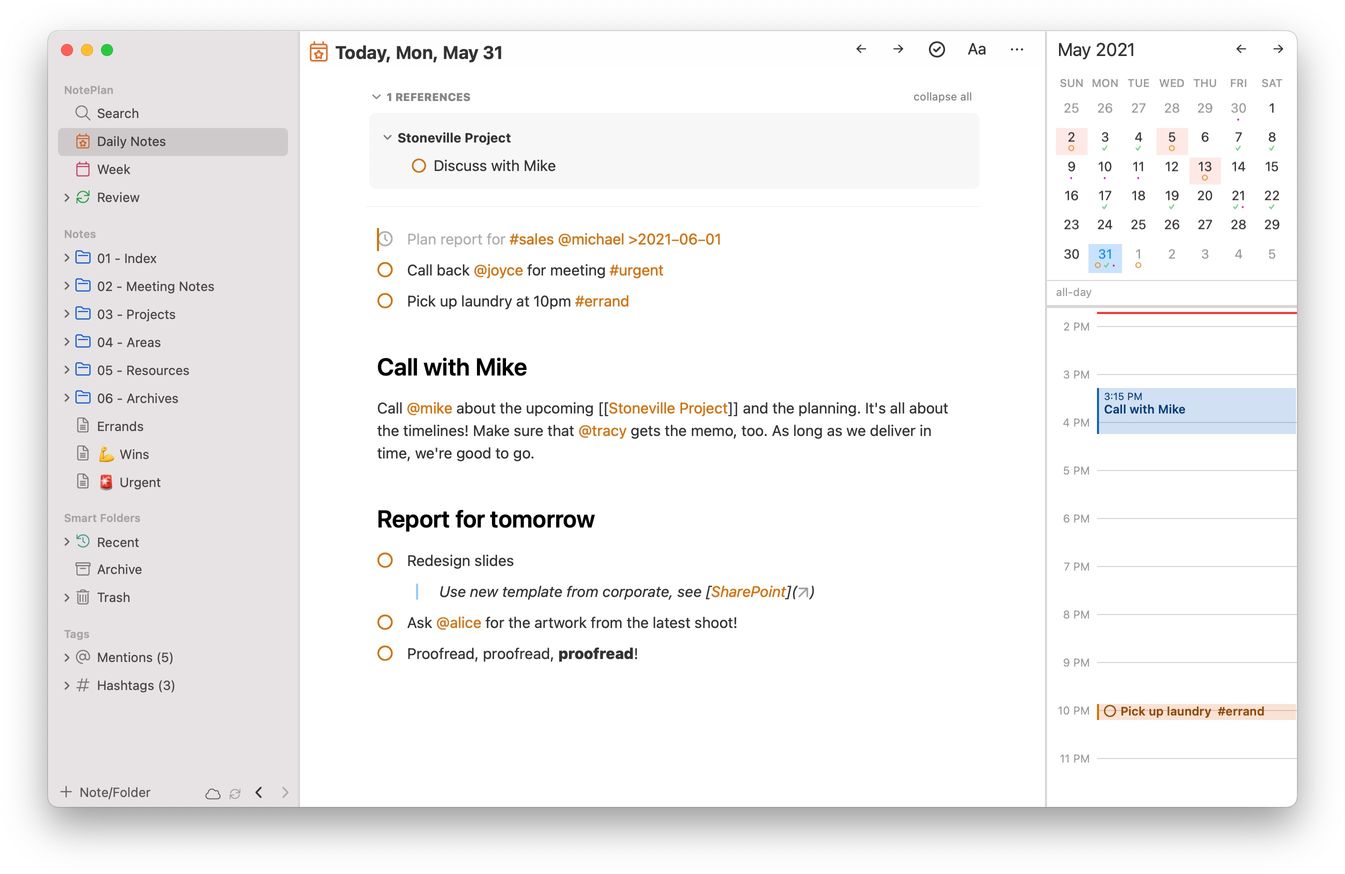 NotePlan
Search
Daily Notes
Week
Review
Notes
01 - Index
02 - Meeting Notes
03 - Projects
04 - Areas
05 - Resources
06 - Archives
Errands
💪 Wins
🚨 Urgent
Smart Folders
Recent
Archive
Trash
Tags
@ Mentions (5)
# Hashtags (3)
+ Note/Folder
Today, Mon, May 31
Aa
1 REFERENCES
collapse all
Stoneville Project
Discuss with Mike
Plan report for #sales @michael >2021-06-01
Call back @joyce for meeting #urgent
Pick up laundry at 10pm #errand
Call with Mike
Call @mike about the upcoming [[Stoneville Project]] and the planning. It's all about
the timelines! Make sure that @tracy gets the memo, too. As long as we deliver in
time, we're good to go.
Report for tomorrow
Redesign slides
Use new template from corporate, see [SharePoint](↗)
Ask @alice for the artwork from the latest shoot!
Proofread, proofread, proofread!
May 2021
SUN MON TUE WED THU FRI SAT
25 26 27 28 29 30 1
2 3 4 5 6 7 8
9 10 11 12 13 14 15
16 17 18 19 20 21 22
23 24 25 26 27 28 29
30 31 1 2 3 4 5
all-day
2 PM
3 PM
3:15 PM
Call with Mike
4 PM
5 PM
6 PM
7 PM
8 PM
9 PM
10 PM
Pick up laundry #errand
11 PM